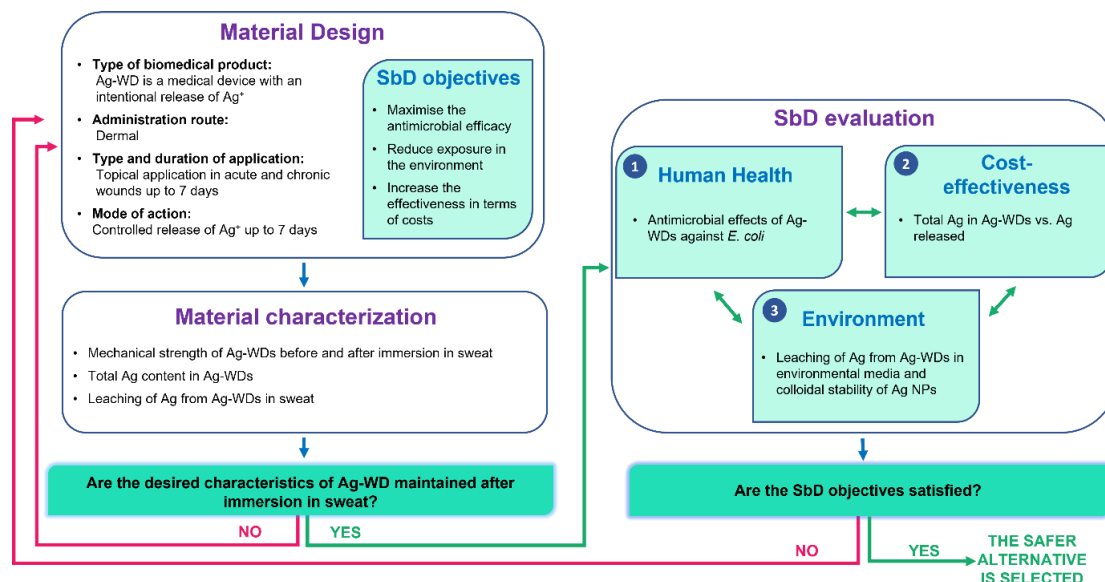 Material Design
• Type of biomedical product:
Ag-WD is a medical device with an
intentional release of Ag⁺
• Administration route:
Dermal
• Type and duration of application:
Topical application in acute and chronic
wounds up to 7 days
• Mode of action:
Controlled release of Ag⁺ up to 7 days
SbD objectives
• Maximise the
antimicrobial efficacy
• Reduce exposure in
the environment
• Increase the
effectiveness in terms
of costs
Material characterization
• Mechanical strength of Ag-WDs before and after immersion in sweat
• Total Ag content in Ag-WDs
• Leaching of Ag from Ag-WDs in sweat
Are the desired characteristics of Ag-WD maintained after
immersion in sweat?
NO
YES
SbD evaluation
1
Human Health
• Antimicrobial effects of Ag-
WDs against E. coli
2
Cost-
effectiveness
• Total Ag in Ag-WDs vs. Ag
released
3
Environment
• Leaching of Ag from Ag-WDs in
environmental media and
colloidal stability of Ag NPs
Are the SbD objectives satisfied?
NO
YES
THE SAFER
ALTERNATIVE
IS SELECTED